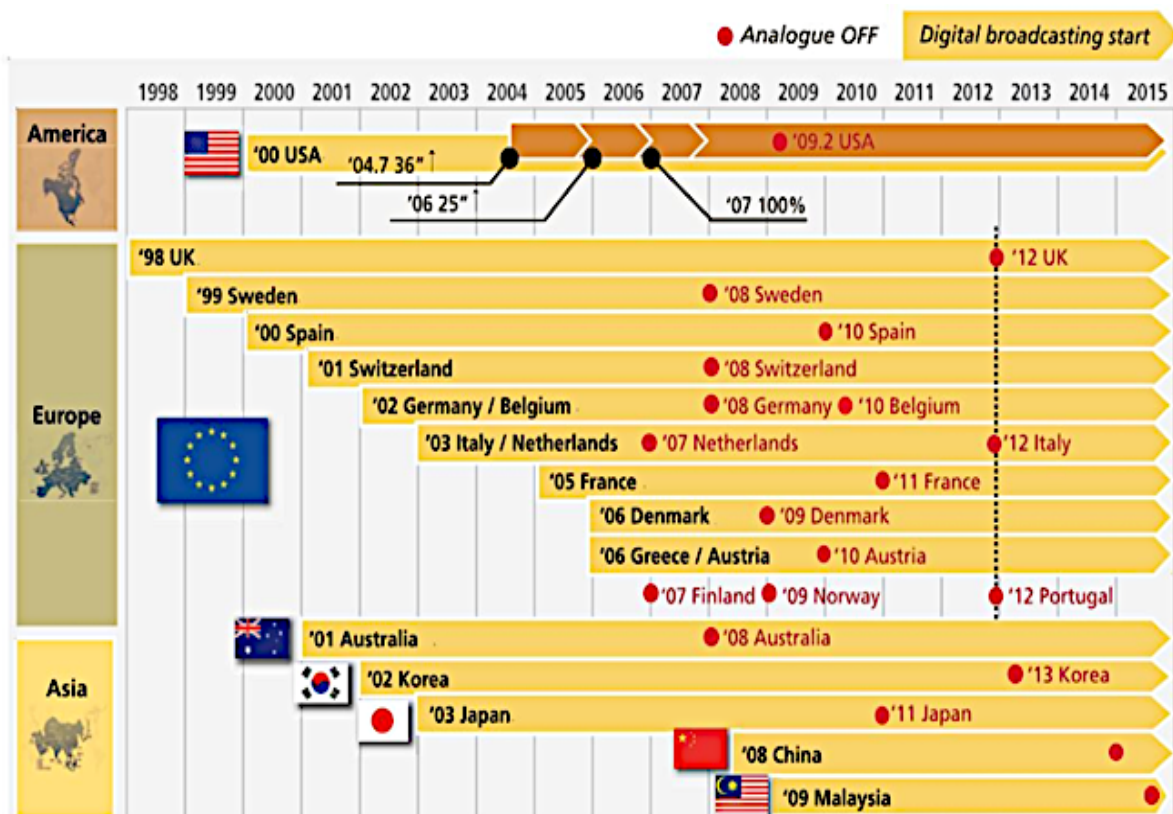 Analogue OFF Digital broadcasting start
1998 1999 2000 2001 2002 2003 2004 2005 2006 2007 2008 2009 2010 2011 2012 2013 2014 2015
America
'00 USA '09.2 USA
'04.7 36" ↑
'06 25" '07 100%
Europe
'98 UK '12 UK
'99 Sweden '08 Sweden
'00 Spain '10 Spain
'01 Switzerland '08 Switzerland
'02 Germany / Belgium '08 Germany '10 Belgium
'03 Italy / Netherlands '07 Netherlands '12 Italy
'05 France '11 France
'06 Denmark '09 Denmark
'06 Greece / Austria '10 Austria
'07 Finland '09 Norway '12 Portugal
Asia
'01 Australia '08 Australia
'02 Korea '13 Korea
'03 Japan '11 Japan
'08 China
'09 Malaysia